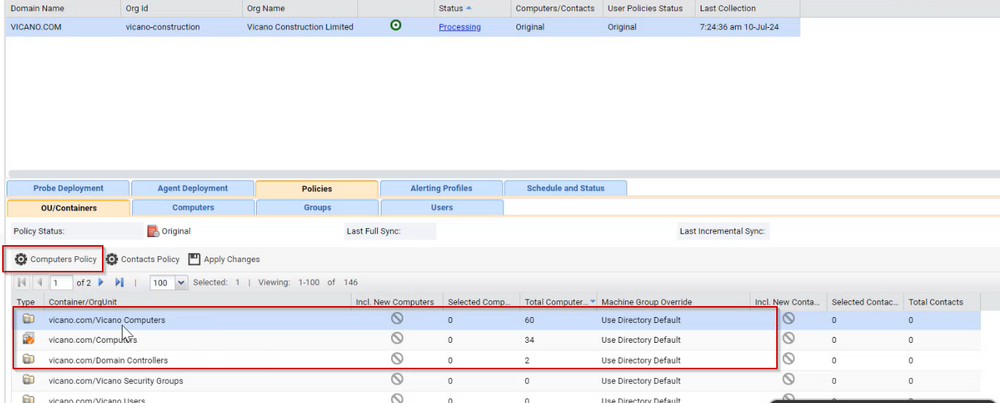 Domain Name Org Id Org Name Status Computers/Contacts User Policies Status Last Collection
VICANO.COM vicano-construction Vicano Construction Limited Processing Original Original 7:24:36 am 10-Jul-24
Probe Deployment Agent Deployment Policies Alerting Profiles Schedule and Status
OU/Containers Computers Groups Users
Policy Status: Original Last Full Sync: Last Incremental Sync:
Computers Policy Contacts Policy Apply Changes
1 of 2 100 Selected: 1 Viewing: 1-100 of 146
Type Container/OrgUnit Incl. New Computers Selected Comp... Total Computer... Machine Group Override Incl. New Conta... Selected Contac... Total Contacts
vicano.com/Vicano Computers 0 60 Use Directory Default 0 0
vicano.com/Computers 0 34 Use Directory Default 0 0
vicano.com/Domain Controllers 0 2 Use Directory Default 0 0
vicano.com/Vicano Security Groups 0 0 Use Directory Default 0 0
vicano.com/Vicano Users 0 0 Use Directory Default 0 0